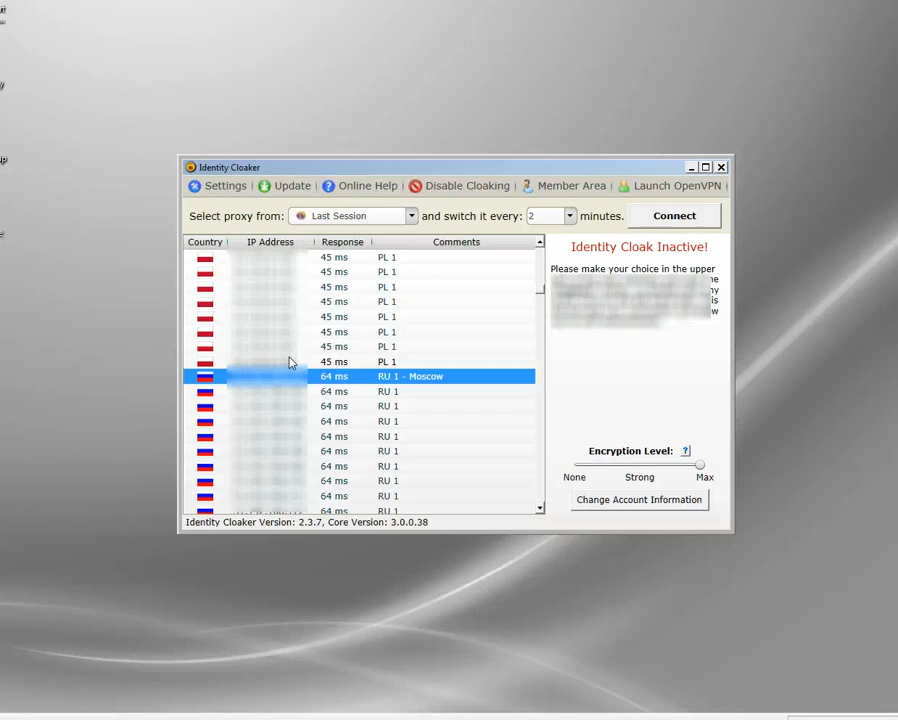 Identity Cloaker
Settings Update Online Help Disable Cloaking Member Area Launch OpenVPN
Select proxy from: Last Session and switch it every: 2 minutes. Connect
Country IP Address Response Comments
45 ms PL 1
45 ms PL 1
45 ms PL 1
45 ms PL 1
45 ms PL 1
45 ms PL 1
45 ms PL 1
45 ms PL 1
64 ms RU 1 - Moscow
64 ms RU 1
64 ms RU 1
64 ms RU 1
64 ms RU 1
64 ms RU 1
64 ms RU 1
64 ms RU 1
64 ms RU 1
64 ms RU 1
Identity Cloak Inactive!
Please make your choice in the upper
Encryption Level: ?
None Strong Max
Change Account Information
Identity Cloaker Version: 2.3.7, Core Version: 3.0.0.38